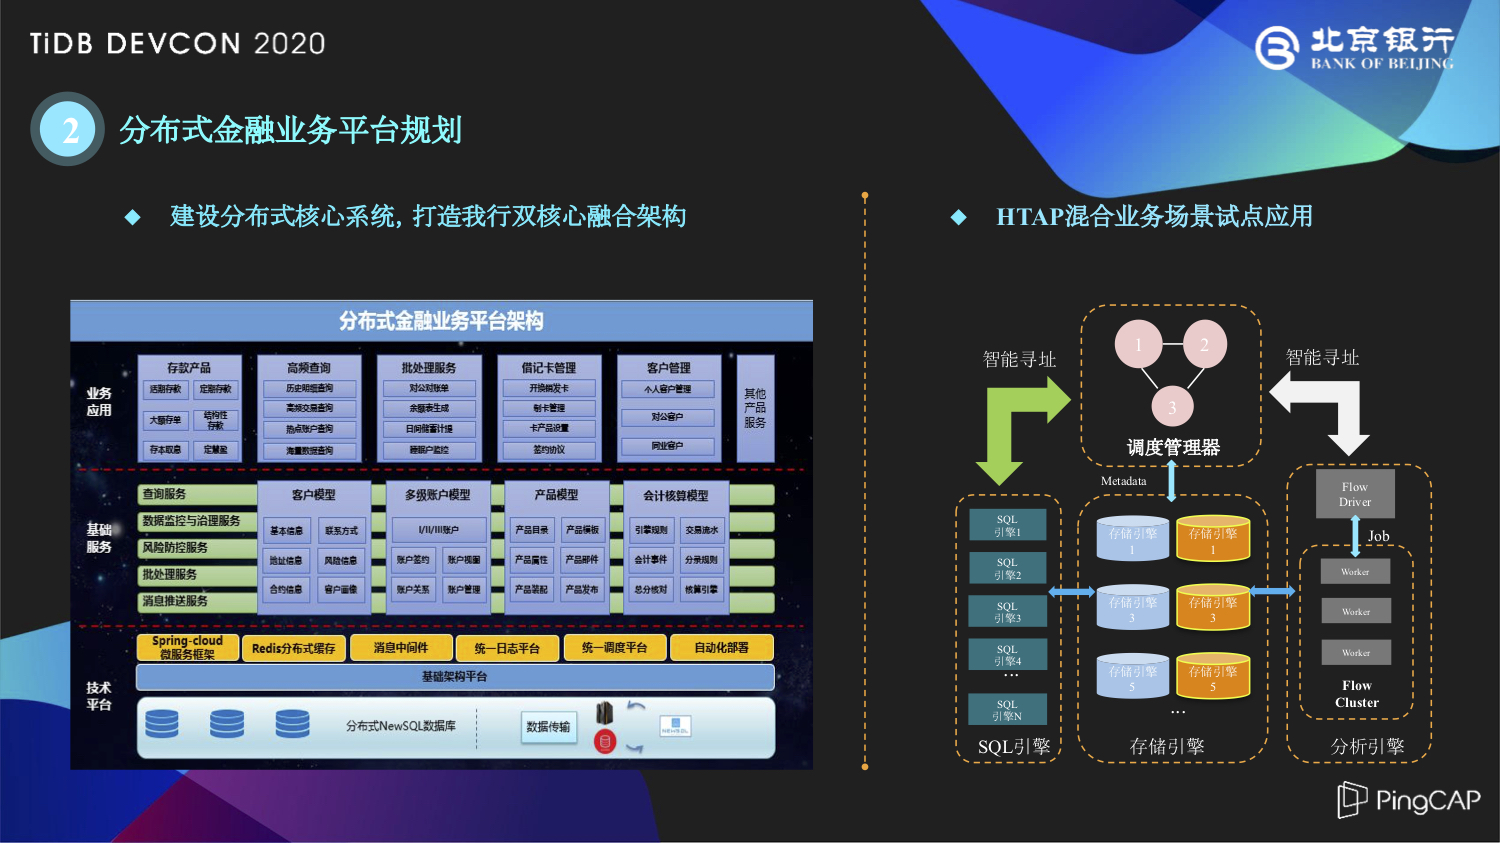 TiDB DEVCON 2020
北京银行
BANK OF BEIJING
2
分布式金融业务平台规划
建设分布式核心系统，打造我行双核心融合架构
HTAP混合业务场景试点应用
分布式金融业务平台架构
业务
应用
存款产品
活期存款
定期存款
大额存单
结构性
存款
存本取息
定慧盈
高频查询
历史明细查询
高频交易查询
热点账户查询
海量数据查询
批处理服务
对公对账单
余额表生成
日间储蓄计提
睡眠户监控
借记卡管理
开换销发卡
制卡管理
卡产品设置
签约协议
客户管理
个人客户管理
对公客户
同业客户
其他
产品
服务
基础
服务
查询服务
数据监控与治理服务
风险防控服务
批处理服务
消息推送服务
客户模型
基本信息
联系方式
地址信息
风险信息
合约信息
客户画像
多级账户模型
I/II/III账户
账户签约
账户视图
账户关系
账户管理
产品模型
产品目录
产品模板
产品属性
产品部件
产品装配
产品发布
会计核算模型
引擎规则
交易流水
会计事件
分录规则
总分核对
核算引擎
技术
平台
Spring-cloud
微服务框架
Redis分布式缓存
消息中间件
统一日志平台
统一调度平台
自动化部署
基础架构平台
分布式NewSQL数据库
数据传输
NEWSQL
智能寻址
智能寻址
1
2
3
调度管理器
Metadata
SQL
引擎1
SQL
引擎2
SQL
引擎3
SQL
引擎4
...
SQL
引擎N
SQL引擎
存储引擎
1
存储引擎
1
存储引擎
3
存储引擎
3
存储引擎
5
存储引擎
5
...
存储引擎
Flow
Driver
Job
Worker
Worker
Worker
Flow
Cluster
分析引擎
PingCAP